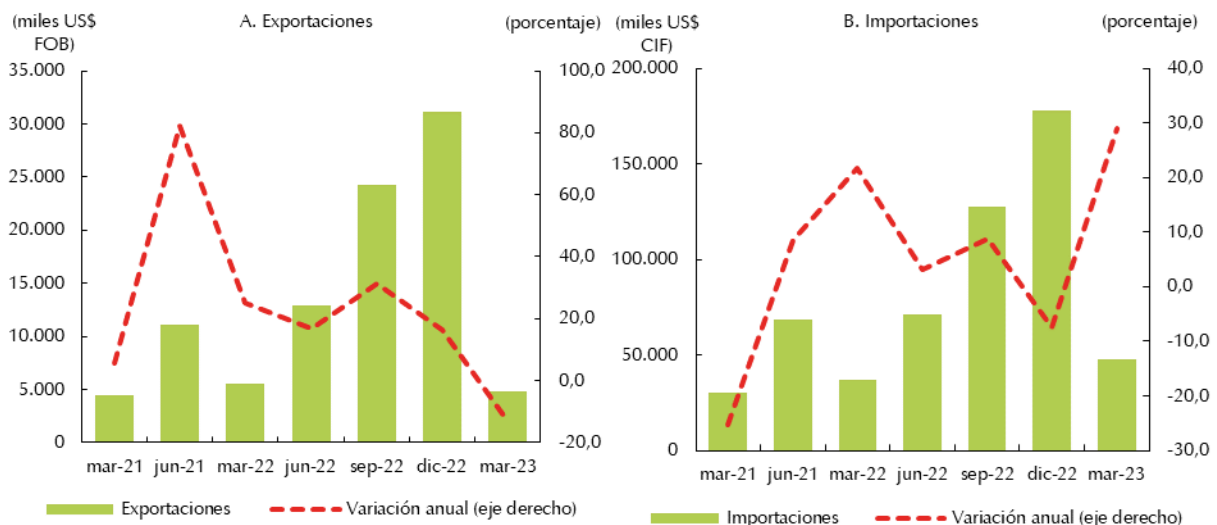 (miles US$ FOB)
A. Exportaciones
(porcentaje)
35.000
30.000
25.000
20.000
15.000
10.000
5.000
0
100,0
80,0
60,0
40,0
20,0
0,0
-20,0
mar-21 jun-21 mar-22 jun-22 sep-22 dic-22 mar-23
Exportaciones
Variación anual (eje derecho)
(miles US$ CIF)
B. Importaciones
(porcentaje)
200.000
150.000
100.000
50.000
0
40,0
30,0
20,0
10,0
0,0
-10,0
-20,0
-30,0
mar-21 jun-21 mar-22 jun-22 sep-22 dic-22 mar-23
Importaciones
Variación anual (eje derecho)